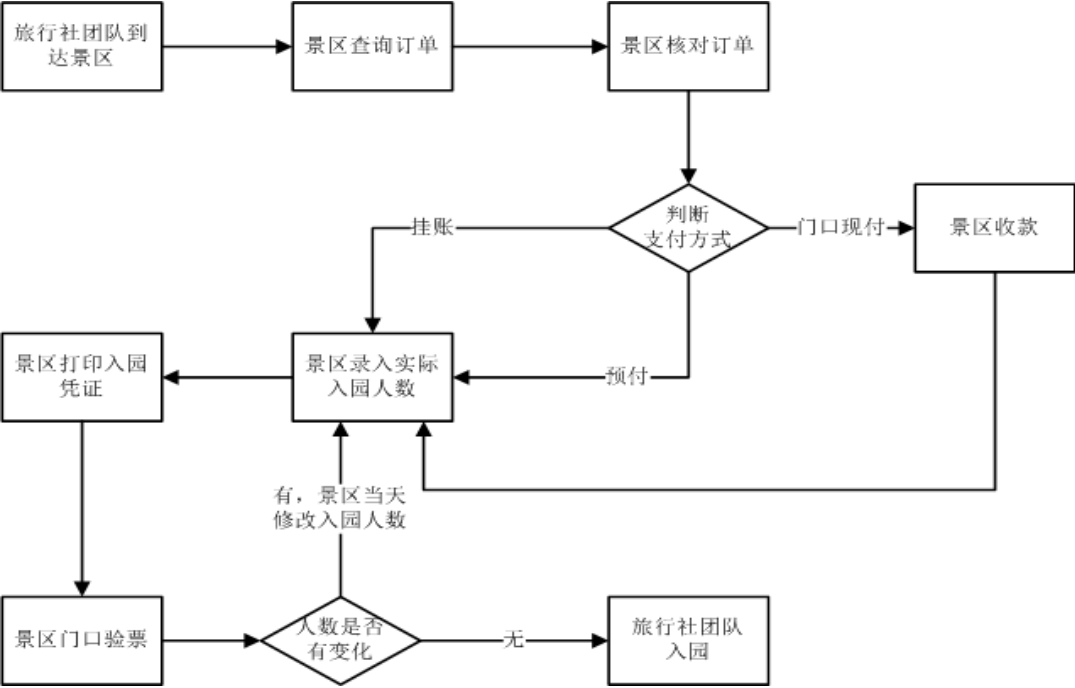 旅行社团队到
达景区
景区查询订单
景区核对订单
判断
支付方式
挂账
门口现付
景区收款
景区打印入园
凭证
景区录入实际
入园人数
预付
有，景区当天
修改入园人数
景区门口验票
人数是否
有变化
无
旅行社团队
入园